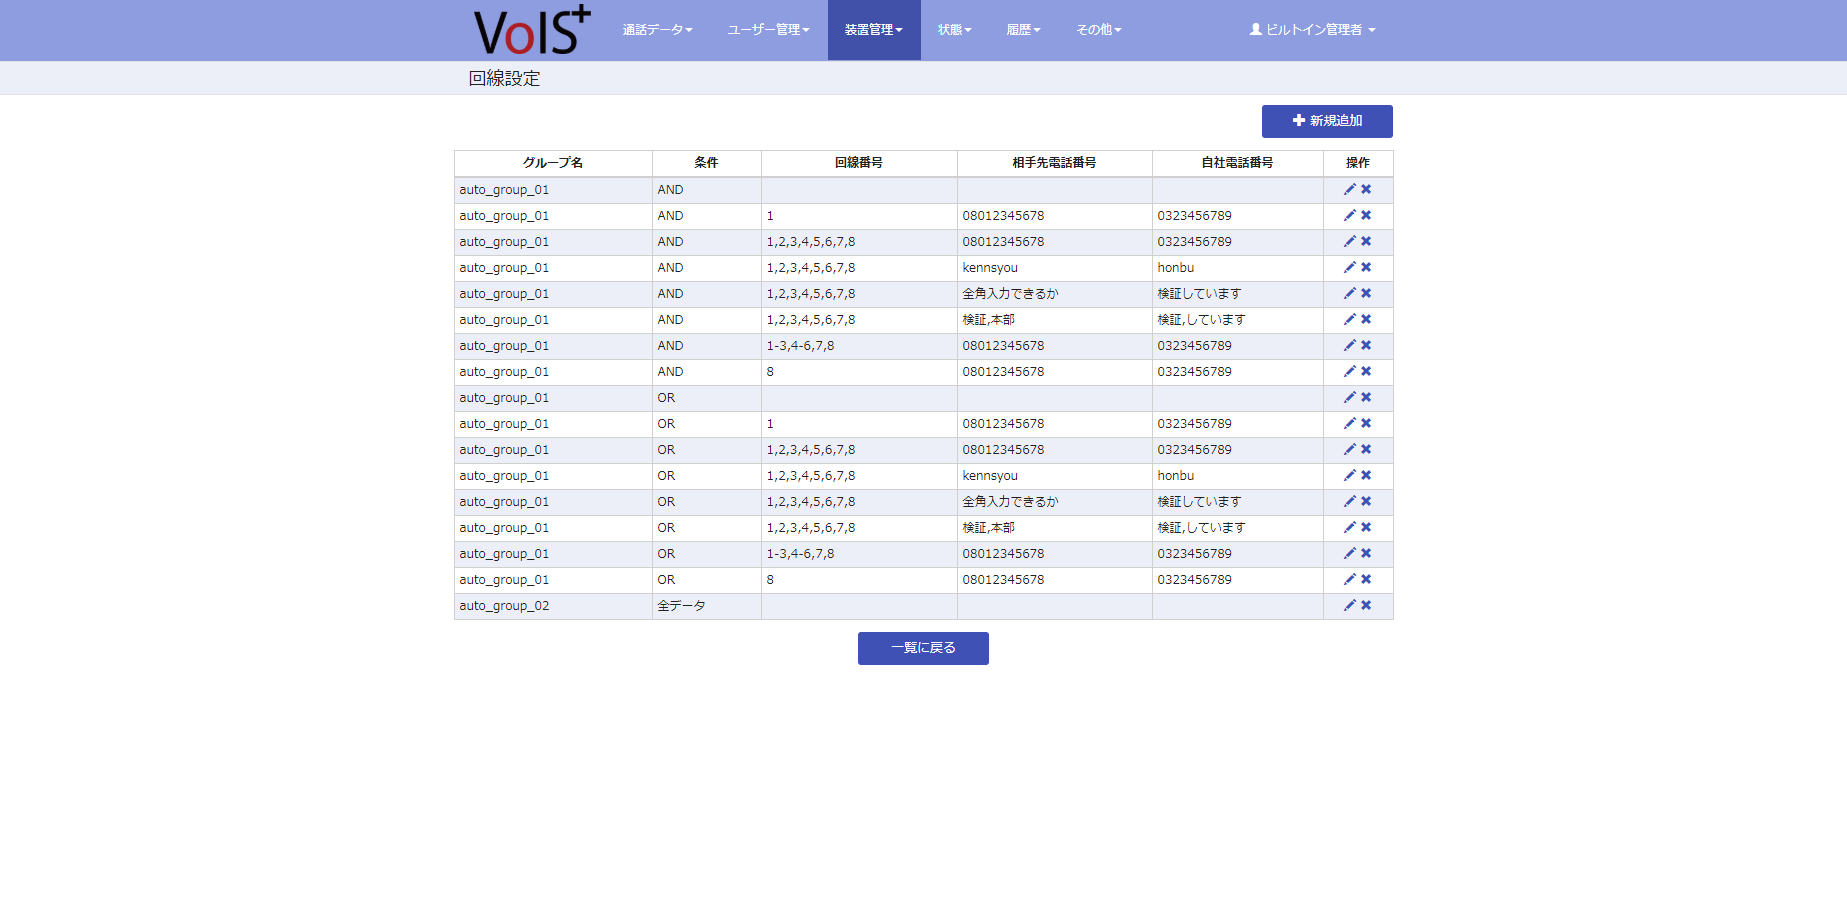 VoIS+ 通話データ ユーザー管理 装置管理 状態 履歴 その他 ビルトイン管理者
回線設定
新規追加
グループ名 条件 回線番号 相手先電話番号 自社電話番号 操作
auto_group_01 AND
auto_group_01 AND 1 08012345678 0323456789
auto_group_01 AND 1,2,3,4,5,6,7,8 08012345678 0323456789
auto_group_01 AND 1,2,3,4,5,6,7,8 kennsyou honbu
auto_group_01 AND 1,2,3,4,5,6,7,8 全角入力できるか 検証しています
auto_group_01 AND 1,2,3,4,5,6,7,8 検証,本部 検証,しています
auto_group_01 AND 1-3,4-6,7,8 08012345678 0323456789
auto_group_01 AND 8 08012345678 0323456789
auto_group_01 OR
auto_group_01 OR 1 08012345678 0323456789
auto_group_01 OR 1,2,3,4,5,6,7,8 08012345678 0323456789
auto_group_01 OR 1,2,3,4,5,6,7,8 kennsyou honbu
auto_group_01 OR 1,2,3,4,5,6,7,8 全角入力できるか 検証しています
auto_group_01 OR 1,2,3,4,5,6,7,8 検証,本部 検証,しています
auto_group_01 OR 1-3,4-6,7,8 08012345678 0323456789
auto_group_01 OR 8 08012345678 0323456789
auto_group_02 全データ
一覧に戻る